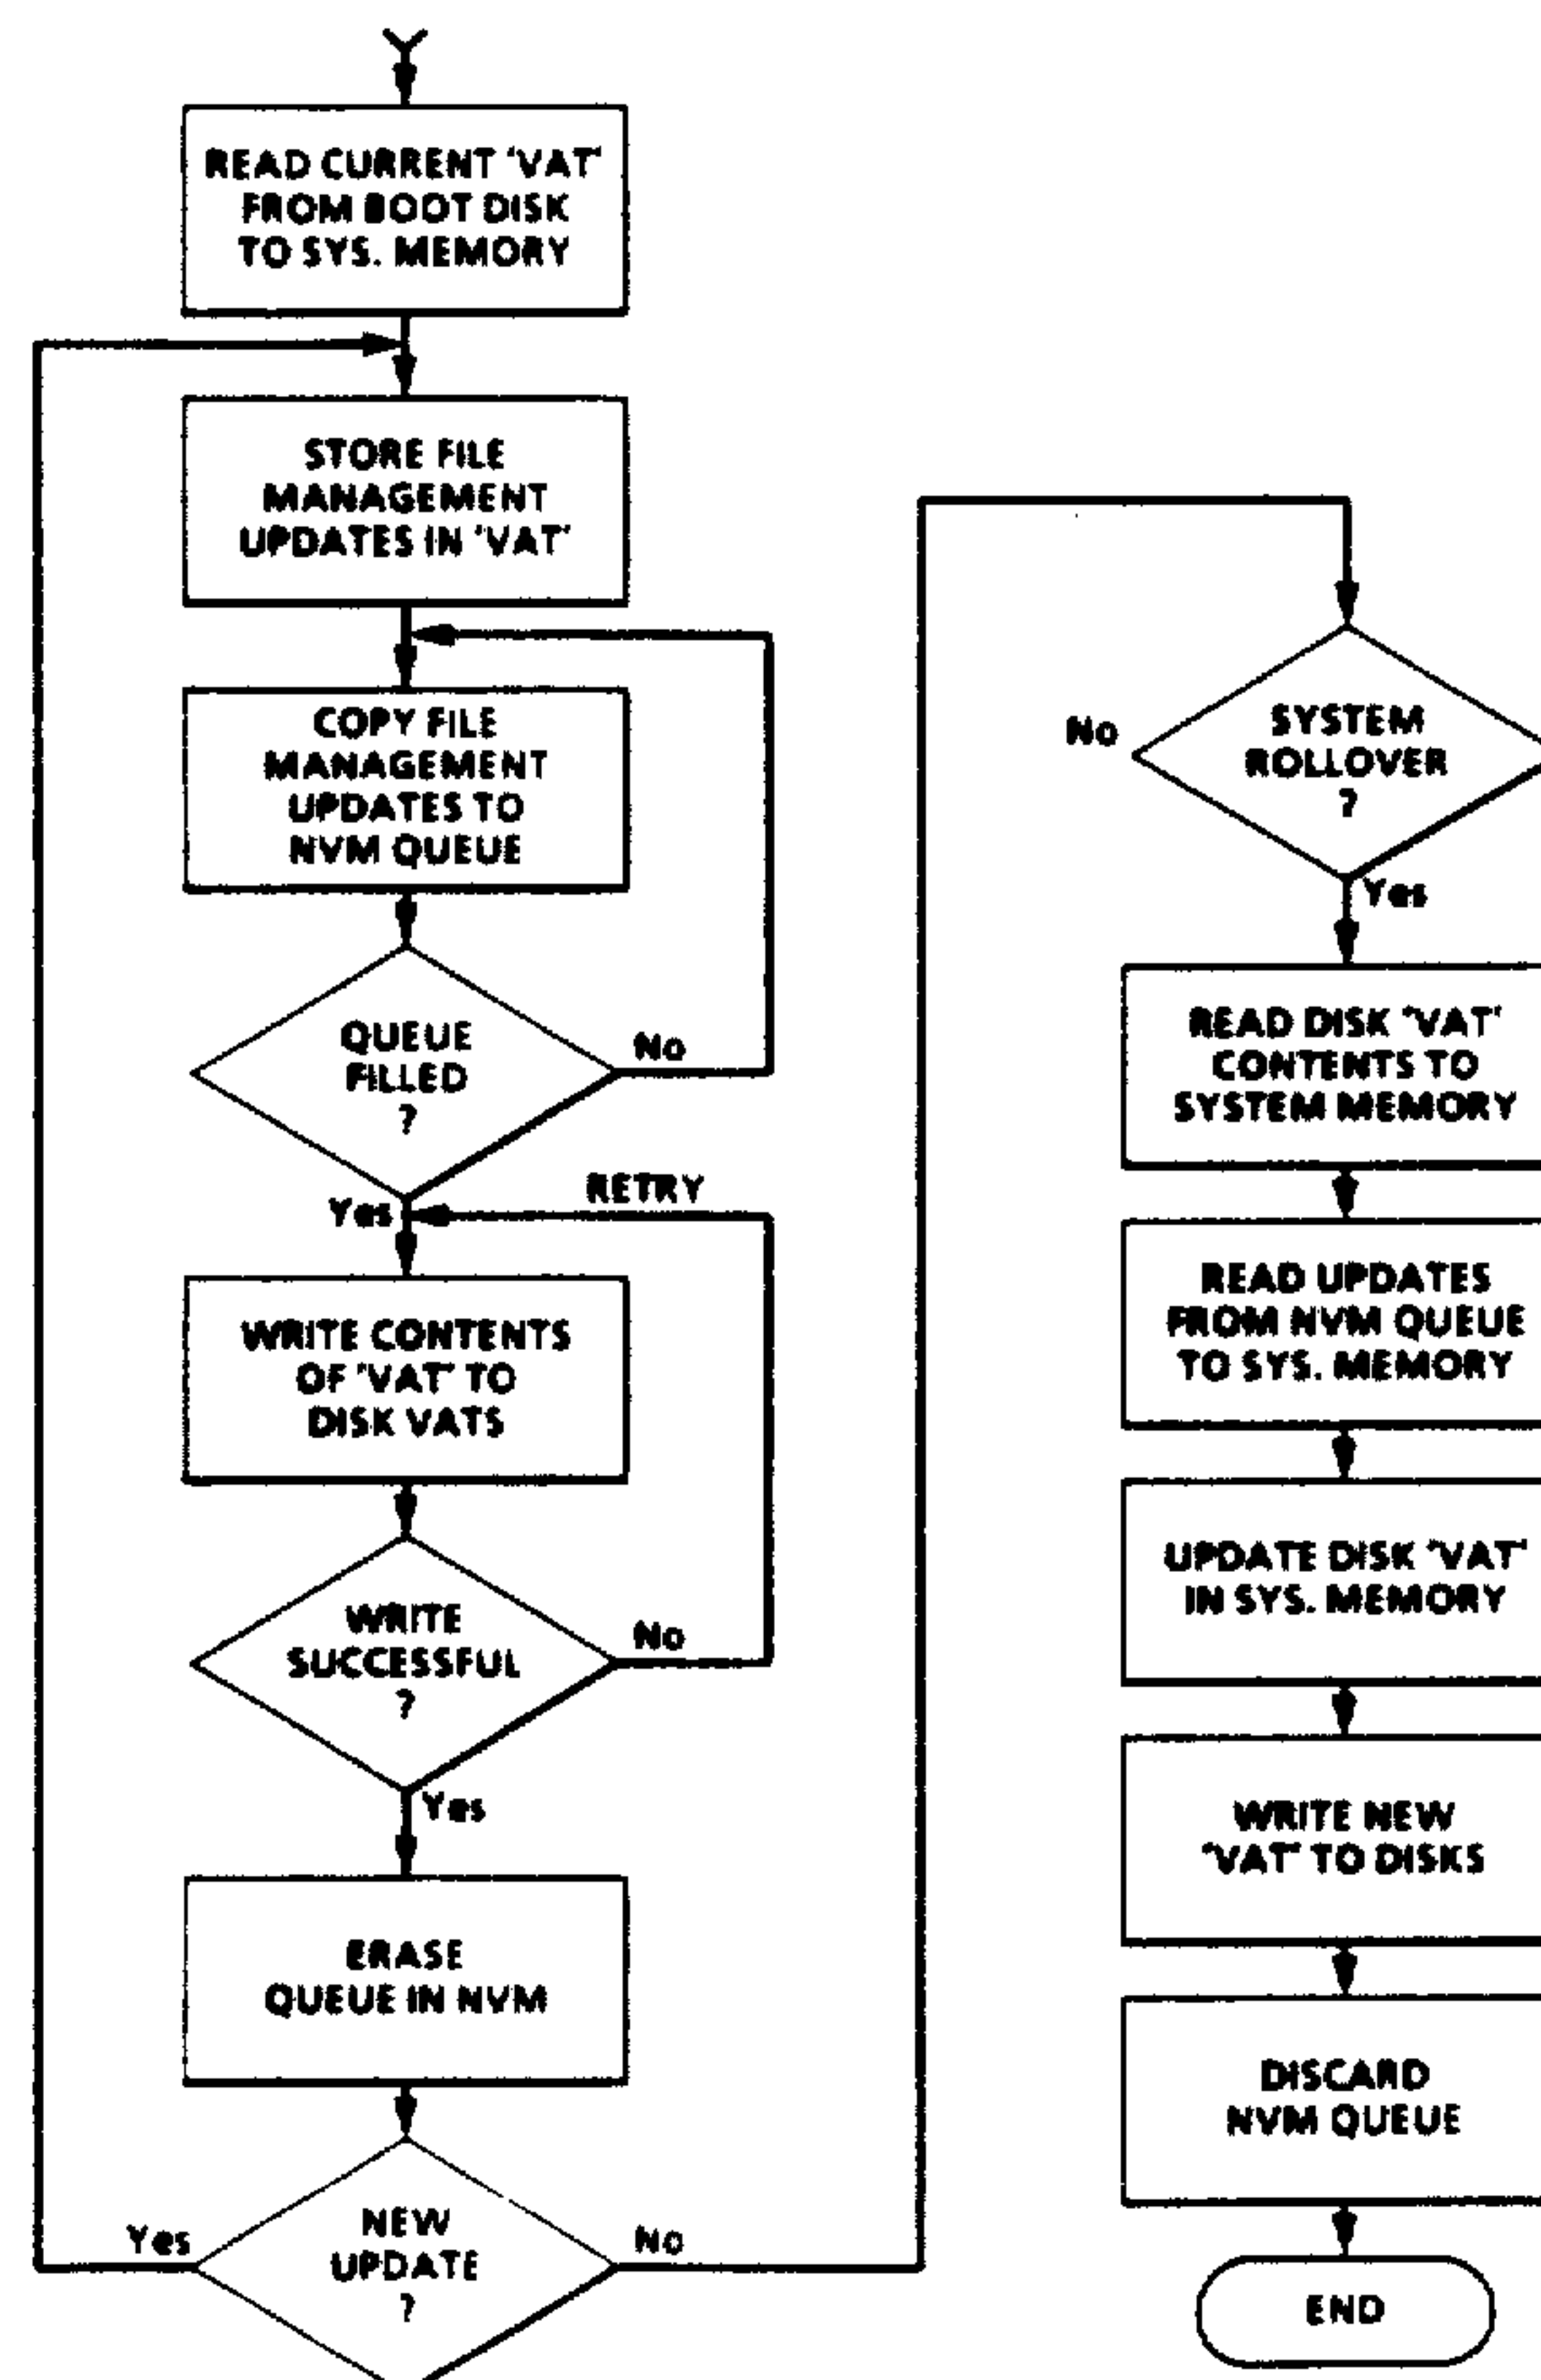 READ CURRENT 'VAT'
FROM BOOT DISK
TO SYS. MEMORY
STORE FILE
MANAGEMENT
UPDATES IN 'VAT'
COPY FILE
MANAGEMENT
UPDATES TO
NVM QUEUE
QUEUE
FILLED
?
No
Yes
RETRY
WRITE CONTENTS
OF 'VAT' TO
DISK VATS
WRITE
SUCCESSFUL
?
No
Yes
ERASE
QUEUE IN NVM
NEW
UPDATE
?
Yes
No
SYSTEM
ROLLOVER
?
No
Yes
READ DISK 'VAT'
CONTENTS TO
SYSTEM MEMORY
READ UPDATES
FROM NVM QUEUE
TO SYS. MEMORY
UPDATE DISK 'VAT'
IN SYS. MEMORY
WRITE NEW
'VAT' TO DISKS
DISCARD
NVM QUEUE
END